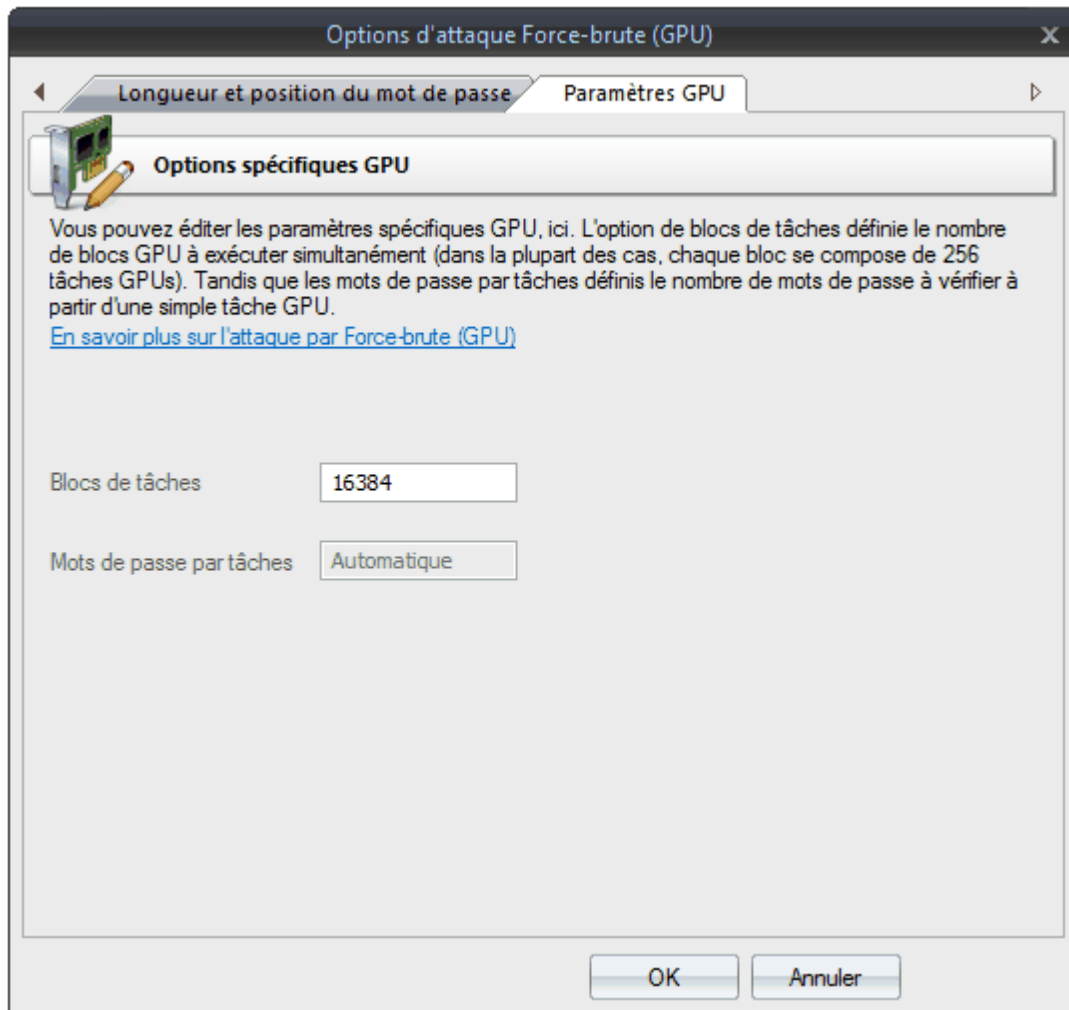 Options d'attaque Force-brute (GPU)
Longueur et position du mot de passe
Paramètres GPU
Options spécifiques GPU
Vous pouvez éditer les paramètres spécifiques GPU, ici. L'option de blocs de tâches définie le nombre
de blocs GPU à exécuter simultanément (dans la plupart des cas, chaque bloc se compose de 256
tâches GPUs). Tandis que les mots de passe par tâches définis le nombre de mots de passe à vérifier à
partir d'une simple tâche GPU.
En savoir plus sur l'attaque par Force-brute (GPU)
Blocs de tâches
16384
Mots de passe par tâches
Automatique
OK
Annuler